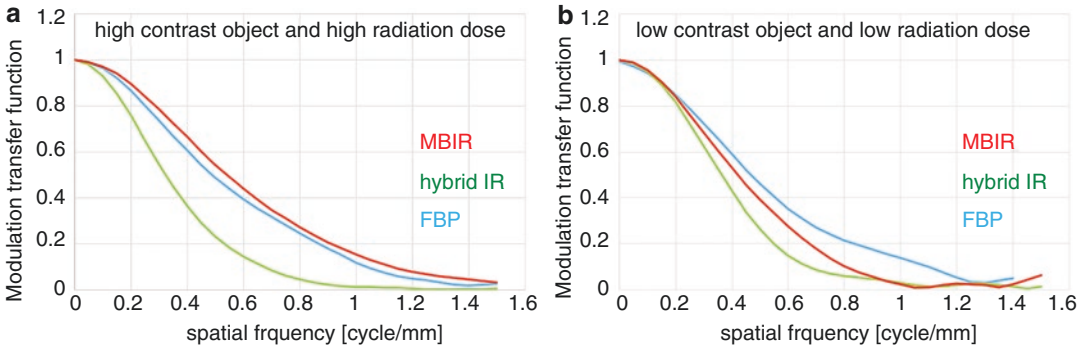 a
high contrast object and high radiation dose
Modulation transfer function
1.2
1
0.8
0.6
0.4
0.2
0
MBIR
hybrid IR
FBP
0 0.2 0.4 0.6 0.8 1 1.2 1.4 1.6
spatial frquency [cycle/mm]
b
low contrast object and low radiation dose
Modulation transfer function
1.2
1
0.8
0.6
0.4
0.2
0
MBIR
hybrid IR
FBP
0 0.2 0.4 0.6 0.8 1 1.2 1.4 1.6
spatial frquency [cycle/mm]